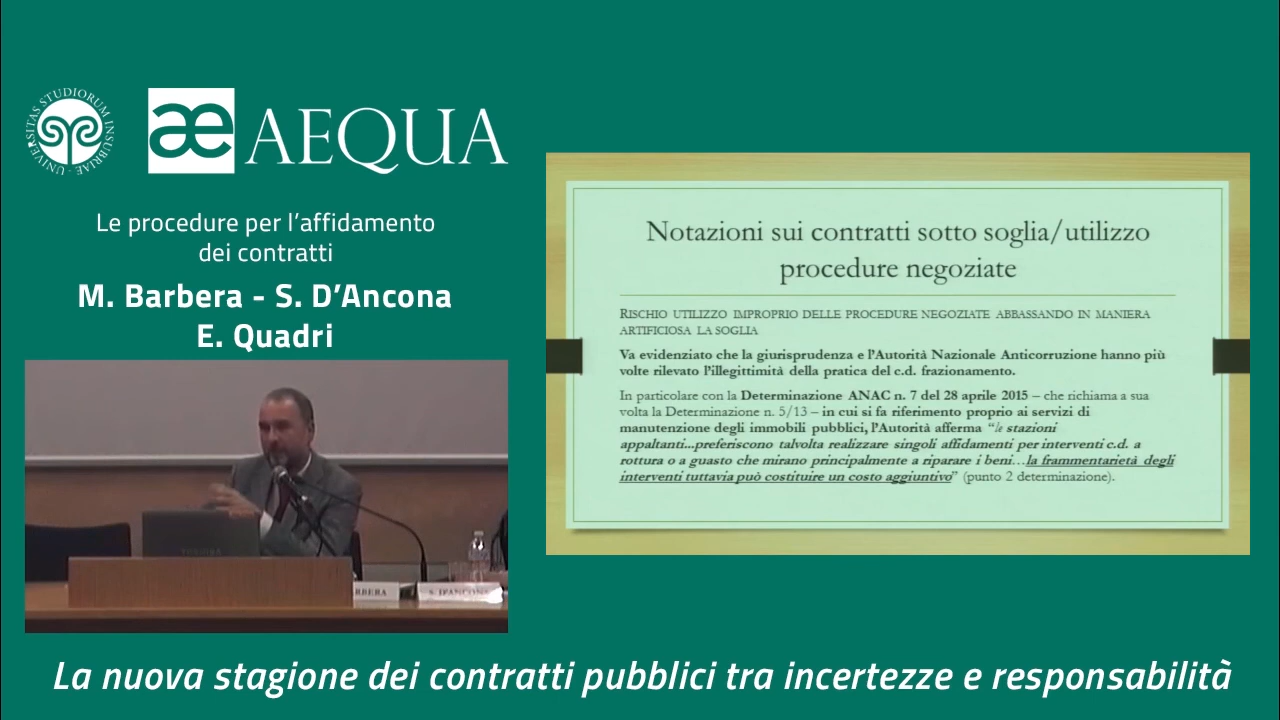 UNIVERSITAS STUDIORUM INSUBRIAE
æ AEQUA
Le procedure per l'affidamento
dei contratti
M. Barbera - S. D'Ancona
E. Quadri
Notazioni sui contratti sotto soglia/utilizzo
procedure negoziate
RISCHIO UTILIZZO IMPROPRIO DELLE PROCEDURE NEGOZIATE ABBASSANDO IN MANIERA
ARTIFICIOSA LA SOGLIA
Va evidenziato che la giurisprudenza e l'Autorità Nazionale Anticorruzione hanno più
volte rilevato l'illegittimità della pratica del c.d. frazionamento.
In particolare con la Determinazione ANAC n. 7 del 28 aprile 2015 – che richiama a sua
volta la Determinazione n. 5/13 – in cui si fa riferimento proprio ai servizi di
manutenzione degli immobili pubblici, l'Autorità afferma “le stazioni
appaltanti...preferiscono talvolta realizzare singoli affidamenti per interventi c.d. a
rottura o a guasto che mirano principalmente a riparare i beni…la frammentarietà degli
interventi tuttavia può costituire un costo aggiuntivo” (punto 2 determinazione).
TOSHIBA
RBERA
S. D'ANCONA
La nuova stagione dei contratti pubblici tra incertezze e responsabilità